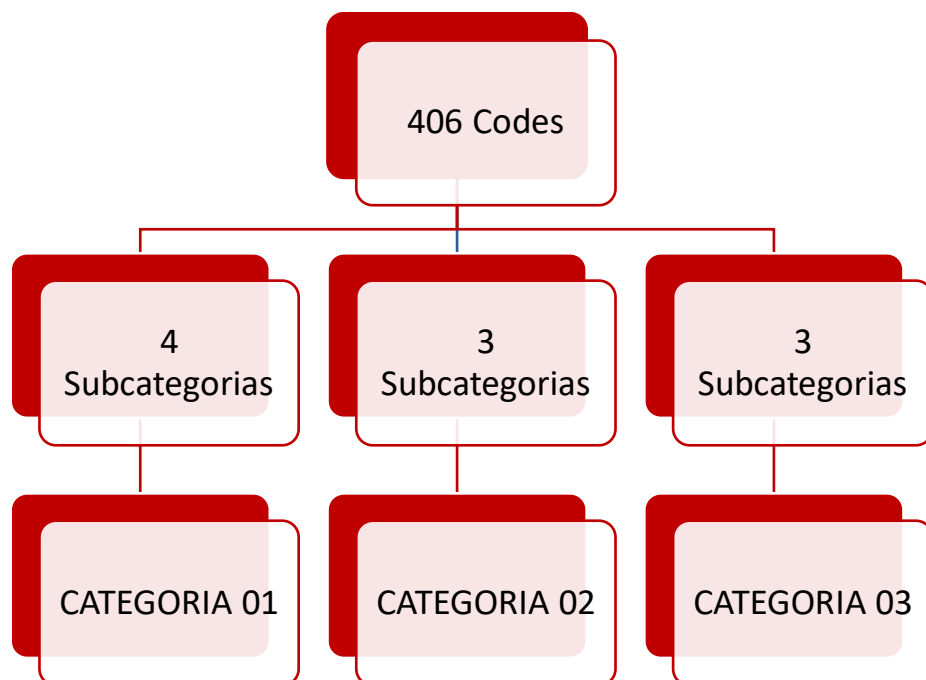 406 Codes
4
Subcategorias
3
Subcategorias
3
Subcategorias
CATEGORIA 01
CATEGORIA 02
CATEGORIA 03